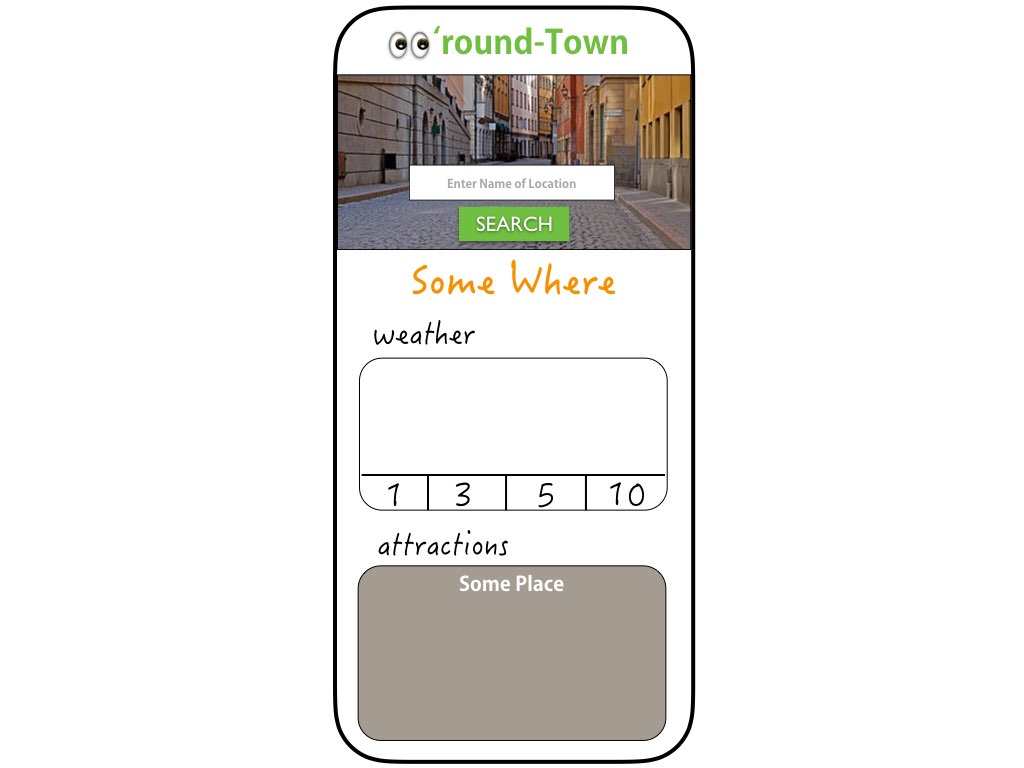 ‘round-Town
Enter Name of Location
SEARCH
Some Where
weather
1 3 5 10
attractions
Some Place